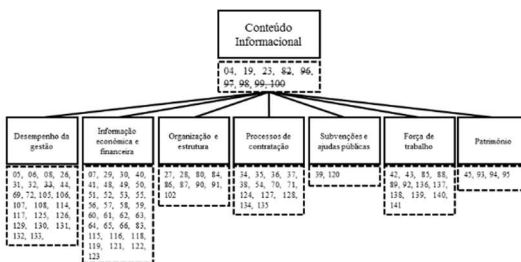 Conteúdo
Informacional
04, 19, 23, 82, 96,
97, 98, 99, 100
Desempenho da
gestão
05, 06, 08, 26,
31, 32, 33, 44,
69, 72, 105, 106,
107, 108, 114,
117, 125, 126,
129, 130, 131,
132, 133,
Informação
econômica e
financeira
07, 29, 30, 40,
41, 48, 49, 50,
51, 52, 53, 54,
55, 56, 57, 58, 59,
60, 61, 62, 63,
64, 65, 66, 83,
115, 116, 118,
119, 121, 122,
123
Organização e
estrutura
27, 28, 80, 84,
86, 87, 90, 91,
102
Processos de
contratação
34, 35, 36, 37,
38, 54, 70, 71,
124, 127, 128,
134, 135
Subvenções e
ajudas públicas
39, 120
Força de
trabalho
42, 43, 85, 88,
89, 92, 136, 137,
138, 139, 140,
141
Patrimônio
45, 93, 94, 95